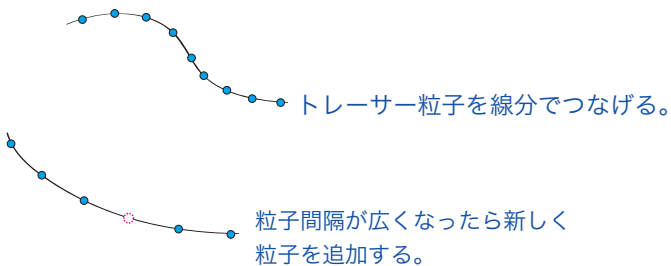 トレーサー粒子を線分でつなげる。
粒子間隔が広くなったら新しく
粒子を追加する。